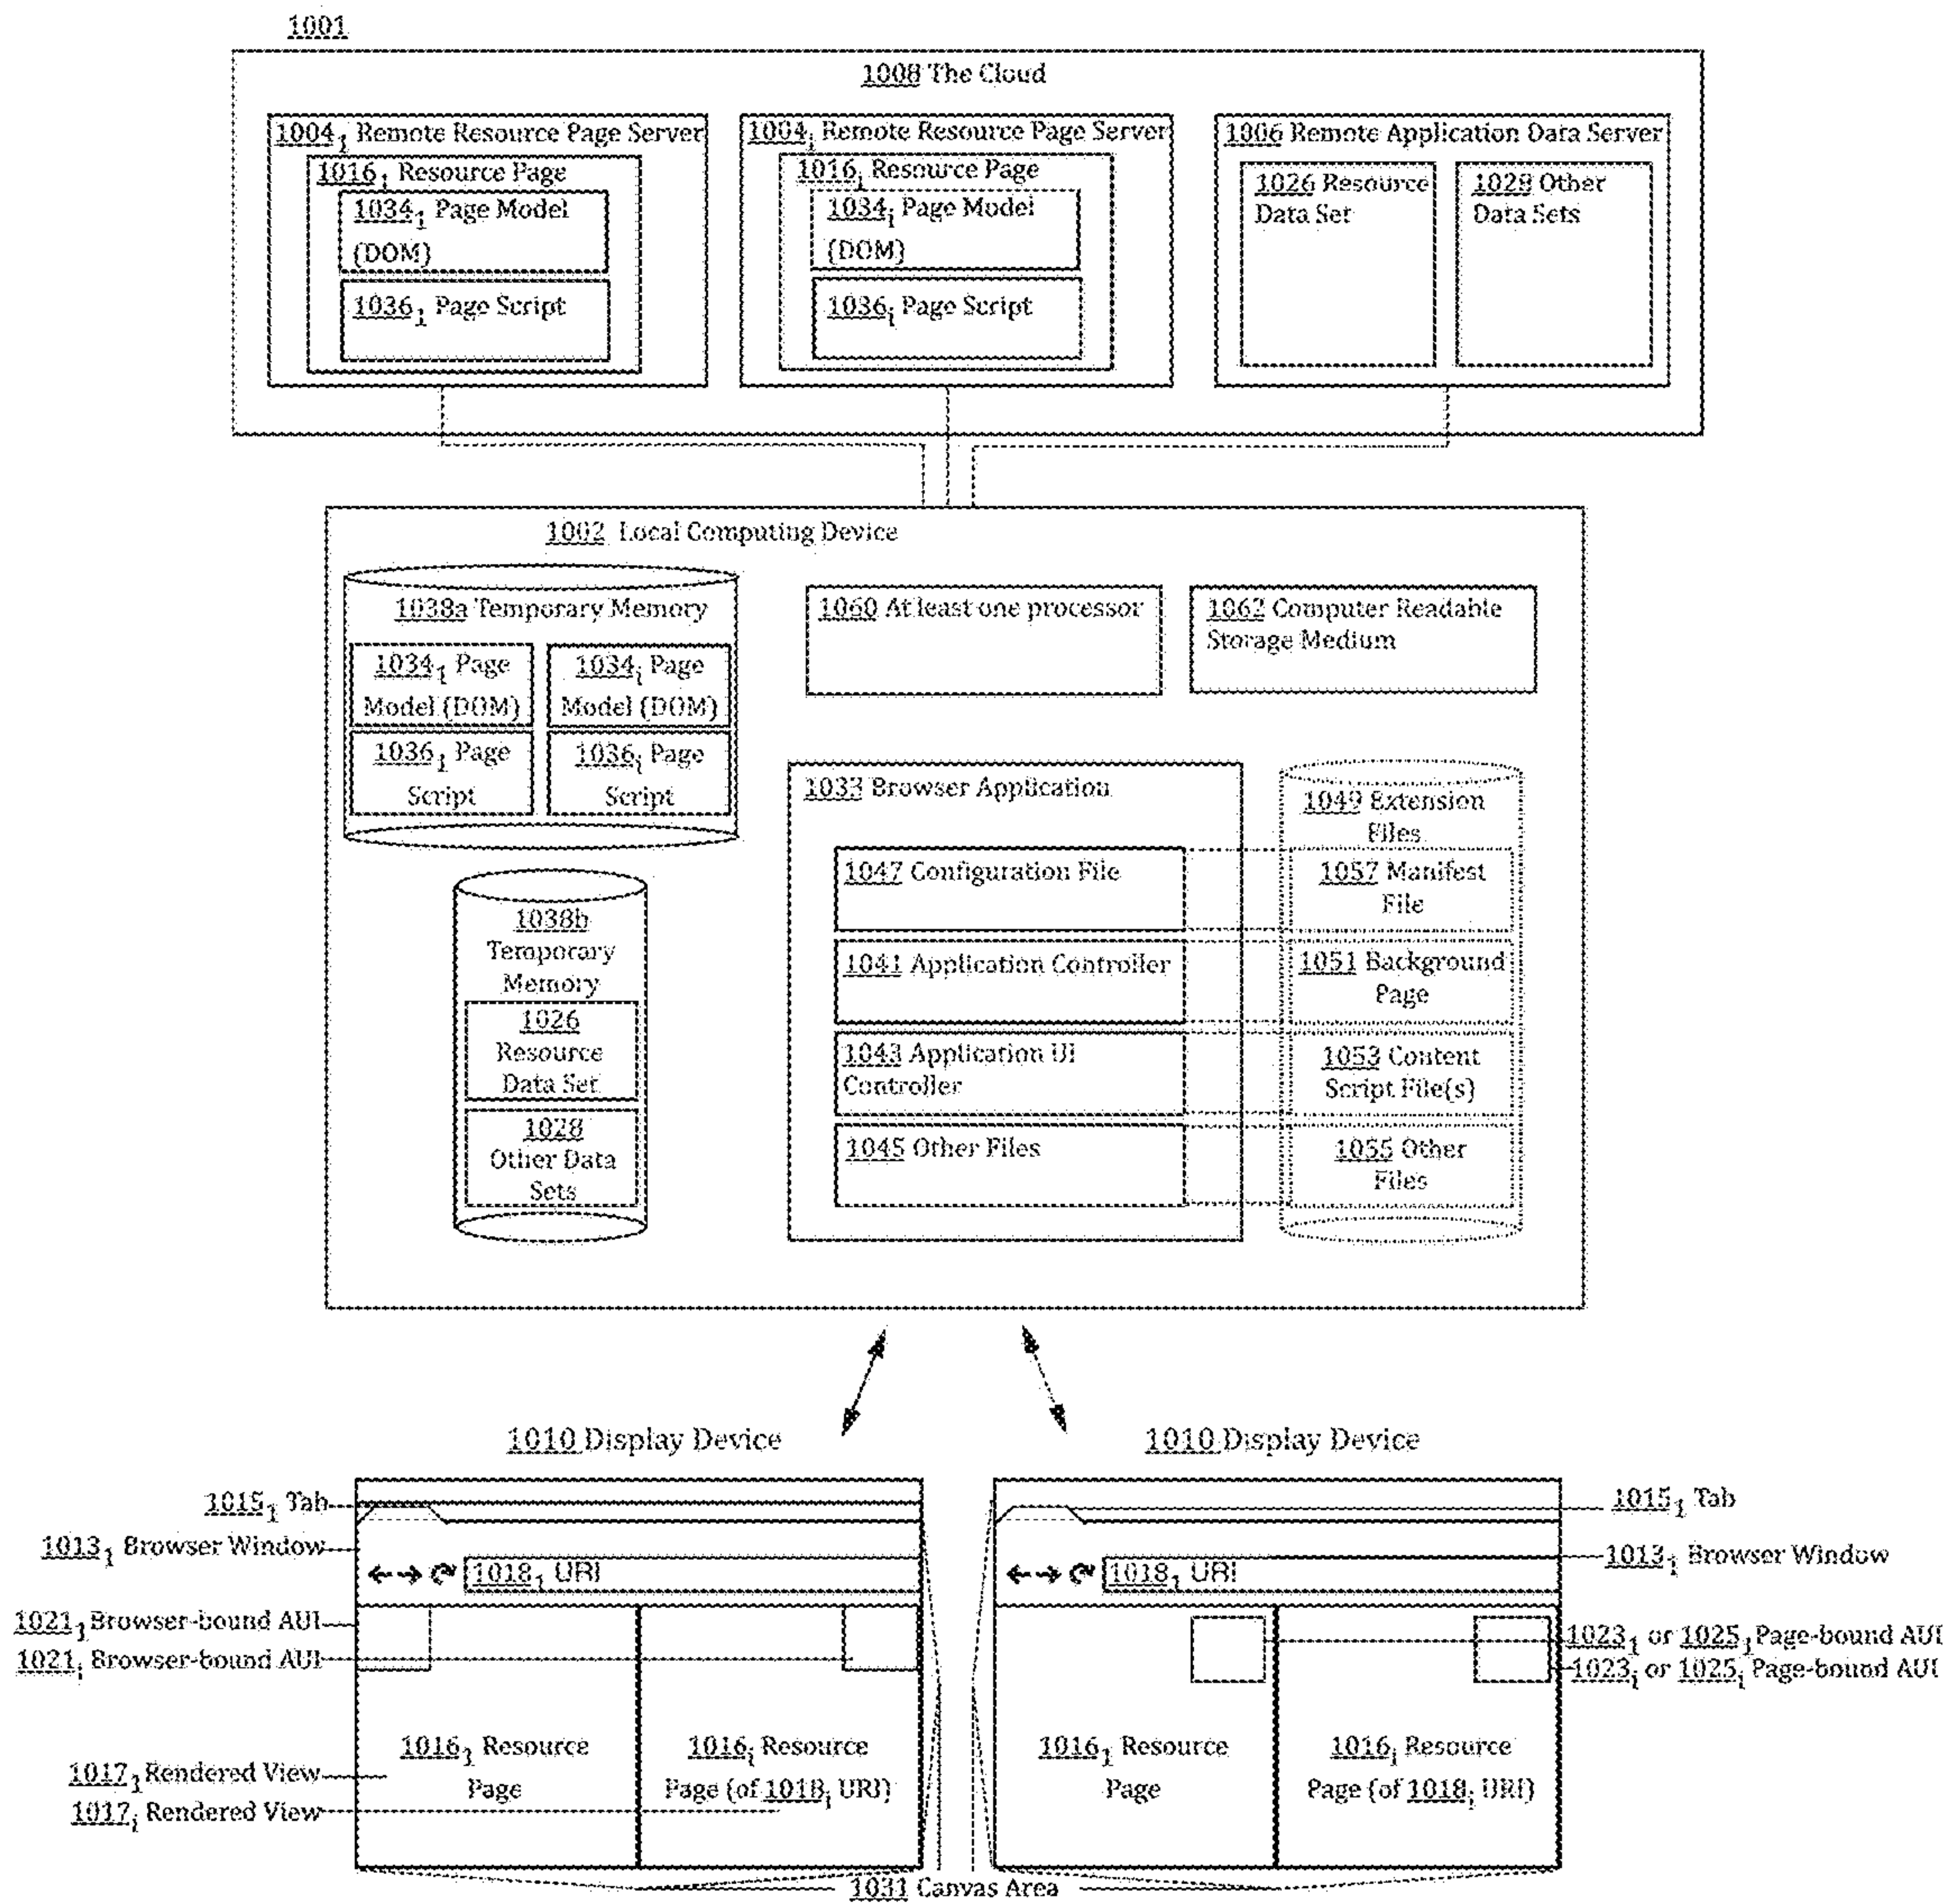 1001
1008 The Cloud
1004₁ Remote Resource Page Server
1016₁ Resource Page
1034₁ Page Model
(DOM)
1036₁ Page Script
1004ᵢ Remote Resource Page Server
1016ᵢ Resource Page
1034ᵢ Page Model
(DOM)
1036ᵢ Page Script
1006 Remote Application Data Server
1026 Resource
Data Set
1028 Other
Data Sets
1002 Local Computing Device
1038a Temporary Memory
1034₁ Page
Model (DOM)
1034ᵢ Page
Model (DOM)
1036₁ Page
Script
1036ᵢ Page
Script
1060 At least one processor
1062 Computer Readable
Storage Medium
1038b
Temporary
Memory
1026
Resource
Data Set
1028
Other Data
Sets
1033 Browser Application
1047 Configuration File
1041 Application Controller
1043 Application UI
Controller
1045 Other Files
1049 Extension
Files
1057 Manifest
File
1051 Background
Page
1053 Content
Script File(s)
1055 Other
Files
1010 Display Device
1015₁ Tab
1013₁ Browser Window
1018₁ URI
1021₁ Browser-bound AUI
1021ᵢ Browser-bound AUI
1016₁ Resource
Page
1016ᵢ Resource
Page (of 1018ᵢ URI)
1017₁ Rendered View
1017ᵢ Rendered View
1010 Display Device
1015₁ Tab
1013₁ Browser Window
1018₁ URI
1023₁ or 1025₁ Page-bound AUI
1023ᵢ or 1025ᵢ Page-bound AUI
1016₁ Resource
Page
1016ᵢ Resource
Page (of 1018ᵢ URI)
1031 Canvas Area